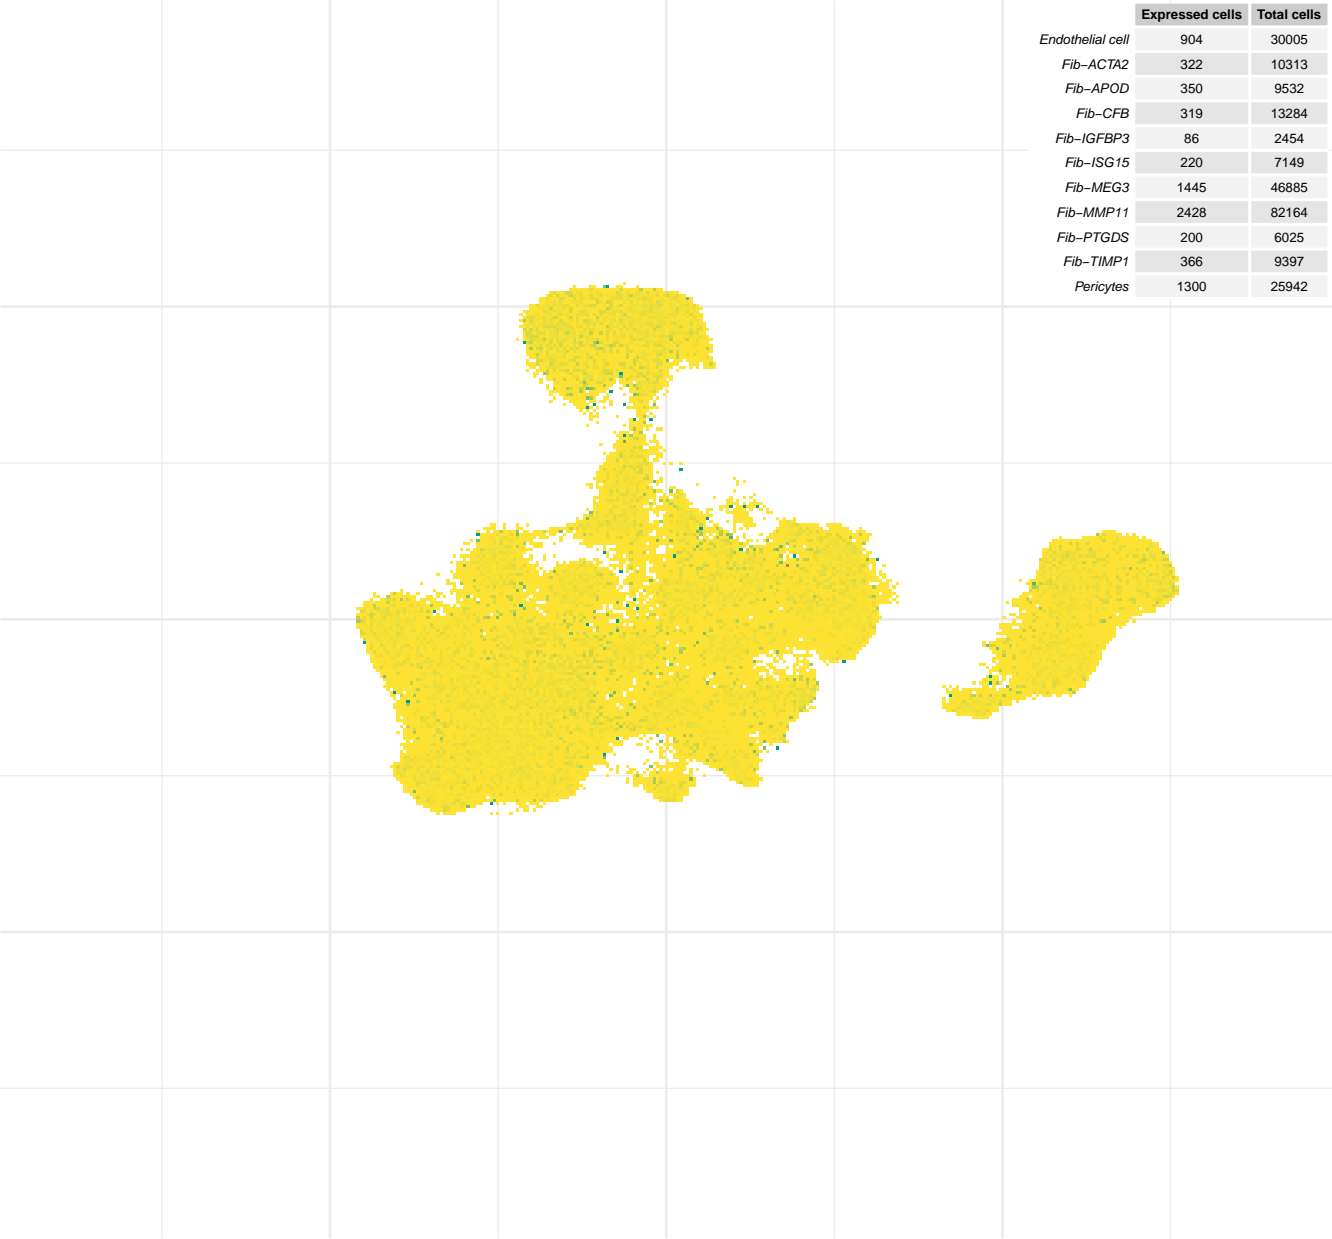 Expressed cells Total cells
Endothelial cell 904 30005
Fib−ACTA2 322 10313
Fib−APOD 350 9532
Fib−CFB 319 13284
Fib−IGFBP3 86 2454
Fib−ISG15 220 7149
Fib−MEG3 1445 46885
Fib−MMP11 2428 82164
Fib−PTGDS 200 6025
Fib−TIMP1 366 9397
Pericytes 1300 25942